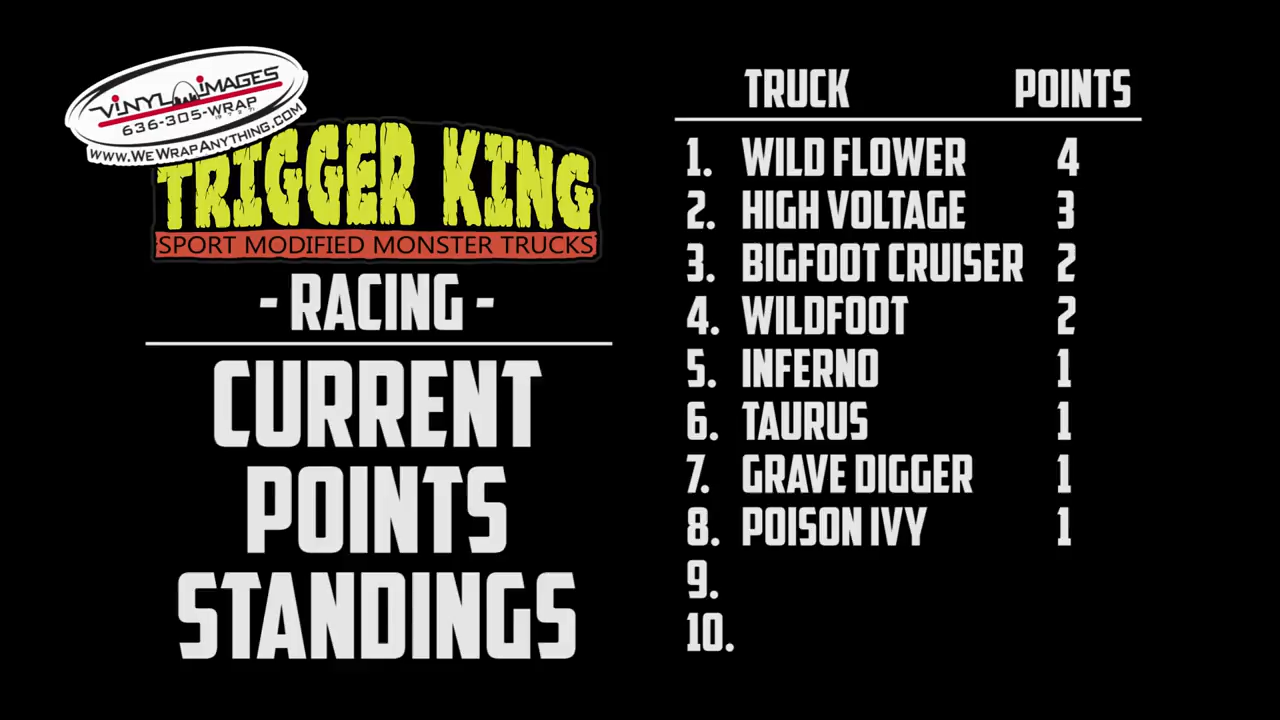 VINYL IMAGES
636-305-WRAP
WWW.WEWRAPANYTHING.COM
TRIGGER KING
SPORT MODIFIED MONSTER TRUCKS
- RACING -
CURRENT
POINTS
STANDINGS
TRUCK POINTS
1. WILD FLOWER 4
2. HIGH VOLTAGE 3
3. BIGFOOT CRUISER 2
4. WILDFOOT 2
5. INFERNO 1
6. TAURUS 1
7. GRAVE DIGGER 1
8. POISON IVY 1
9.
10.